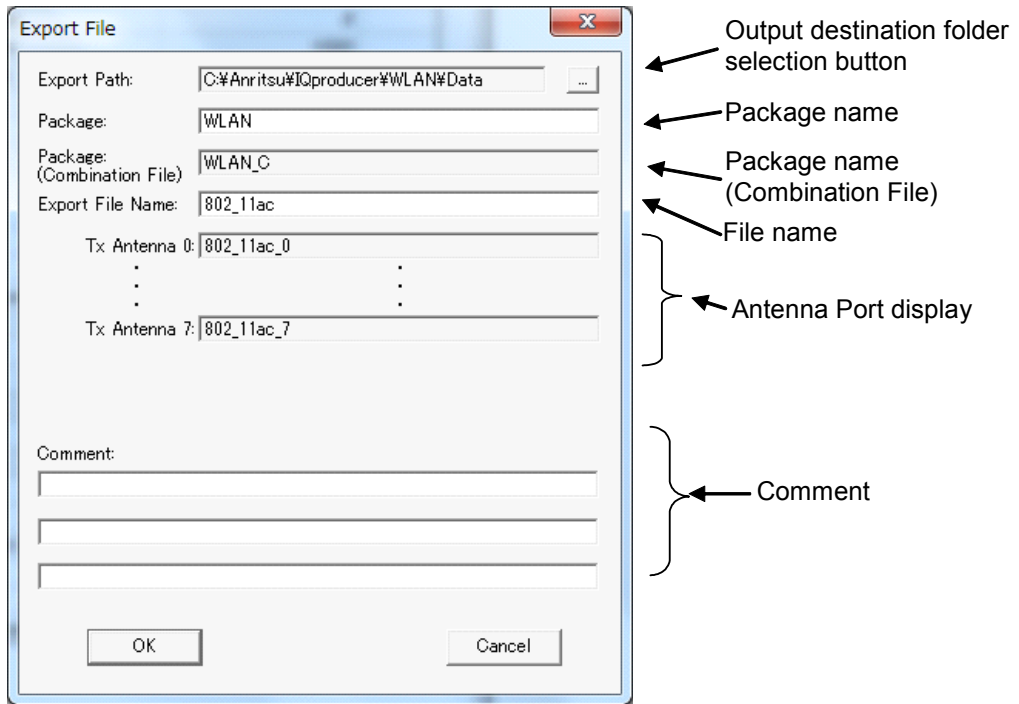 Export File
Output destination folder
selection button
Export Path:
C:¥Anritsu¥IQproducer¥WLAN¥Data
...
Package:
WLAN
Package name
Package:
(Combination File)
WLAN_C
Package name
(Combination File)
Export File Name:
802_11ac
File name
Tx Antenna 0:
802_11ac_0
Antenna Port display
Tx Antenna 7:
802_11ac_7
Comment:
Comment
OK
Cancel